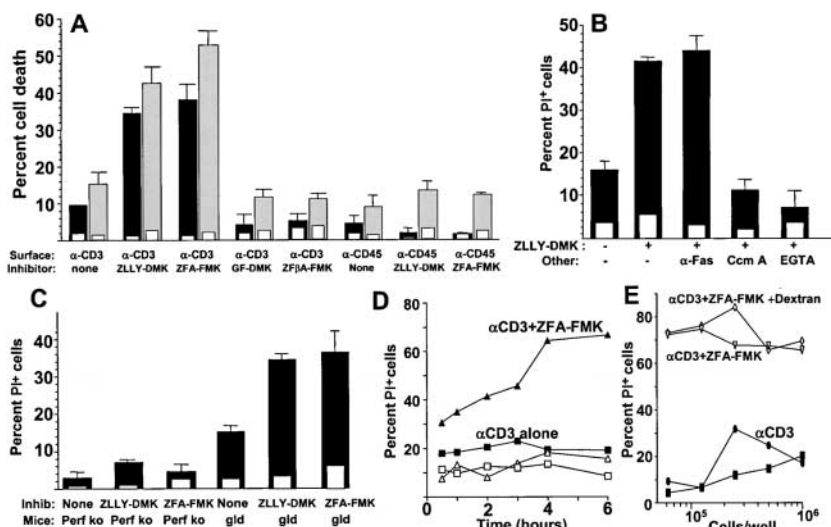 A
Percent cell death
60
50
40
30
20
10
Surface: α-CD3 α-CD3 α-CD3 α-CD3 α-CD3 α-CD45 α-CD45 α-CD45
Inhibitor: none ZLLY-DMK ZFA-FMK GF-DMK ZFβA-FMK None ZLLY-DMK ZFA-FMK
B
Percent PI+ cells
50
40
30
20
10
ZLLY-DMK : - + + + +
Other: - - α-Fas Ccm A EGTA
C
Percent PI+ cells
40
30
20
10
Inhib: None ZLLY-DMK ZFA-FMK None ZLLY-DMK ZFA-FMK
Mice: Perf ko Perf ko Perf ko gld gld gld
D
Percent PI+cells
80
60
40
20
αCD3+ZFA-FMK
αCD3 alone
0 2 4 6
Time (hours)
E
Percent PI+ cells
80
60
40
20
0
αCD3+ZFA-FMK +Dextran
αCD3+ZFA-FMK
αCD3
10⁵ 10⁶
Cells/well